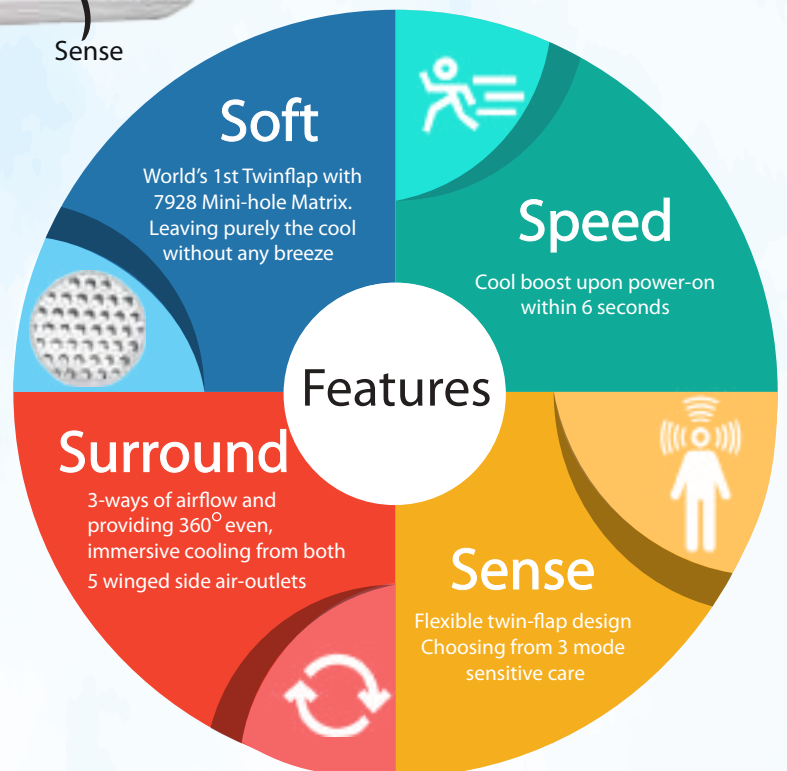 Sense
Soft
World's 1st Twinflap with
7928 Mini-hole Matrix.
Leaving purely the cool
without any breeze
Speed
Cool boost upon power-on
within 6 seconds
Features
Surround
3-ways of airflow and
providing 360° even,
immersive cooling from both
5 winged side air-outlets
Sense
Flexible twin-flap design
Choosing from 3 mode
sensitive care